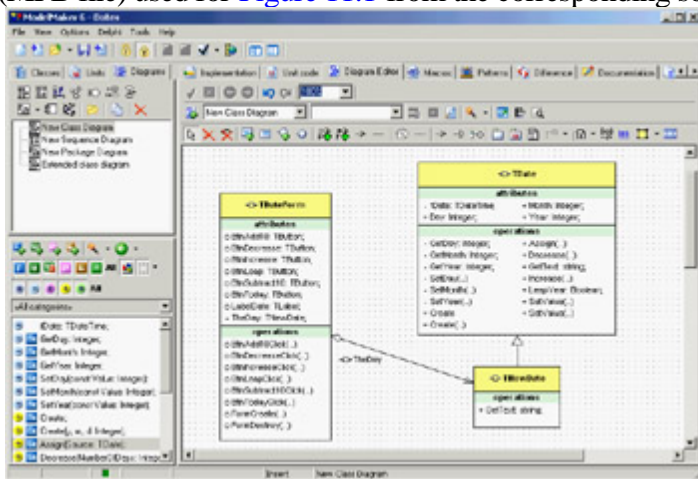 (MPB file) used for Figure 11.1 from the corresponding so
ModelMaker 6 - Dates
File View Options Delphi Tools Help
Classes Units Diagrams
Implementation Unit code Diagram Editor Macros Patterns Difference Documentation
New Class Diagram
New Class Diagram
New Sequence Diagram
New Package Diagram
Extended class diagram
TDateForm
attributes
BtnAdd10: TButton;
BtnDecrease: TButton;
BtnIncrease: TButton;
BtnLeap: TButton;
BtnSubtract10: TButton;
BtnToday: TButton;
LabelDate: TLabel;
TheDay: TNewDate;
operations
BtnAdd10Click(..)
BtnDecreaseClick(..)
BtnIncreaseClick(..)
BtnLeapClick(..)
BtnSubtract10Click(..)
BtnTodayClick(..)
FormCreate(..)
FormDestroy(..)
TheDay
TDate
attributes
fDate: TDateTime; + Month: Integer;
+ Day: Integer; + Year: Integer;
operations
- GetDay: Integer; + Assign(..)
- GetMonth: Integer; + Decrease(..)
- GetYear: Integer; + GetText: string;
- SetDay(..) + Increase(..)
- SetMonth(..) + LeapYear: Boolean;
- SetYear(..) + SetValue(..)
+ Create + SetValue(..)
+ Create(..)
TNewDate
operations
+ GetText: string;
All
<All categories>
fDate: TDateTime;
GetDay: Integer;
GetMonth: Integer;
GetYear: Integer;
SetDay(const Value: Integer);
SetMonth(const Value: Integer);
SetYear(const Value: Integer);
Create;
Create(y, m, d: Integer);
Assign(Source: TDate);
Decrease(NumberOfDays: Intege
Insert New Class Diagram